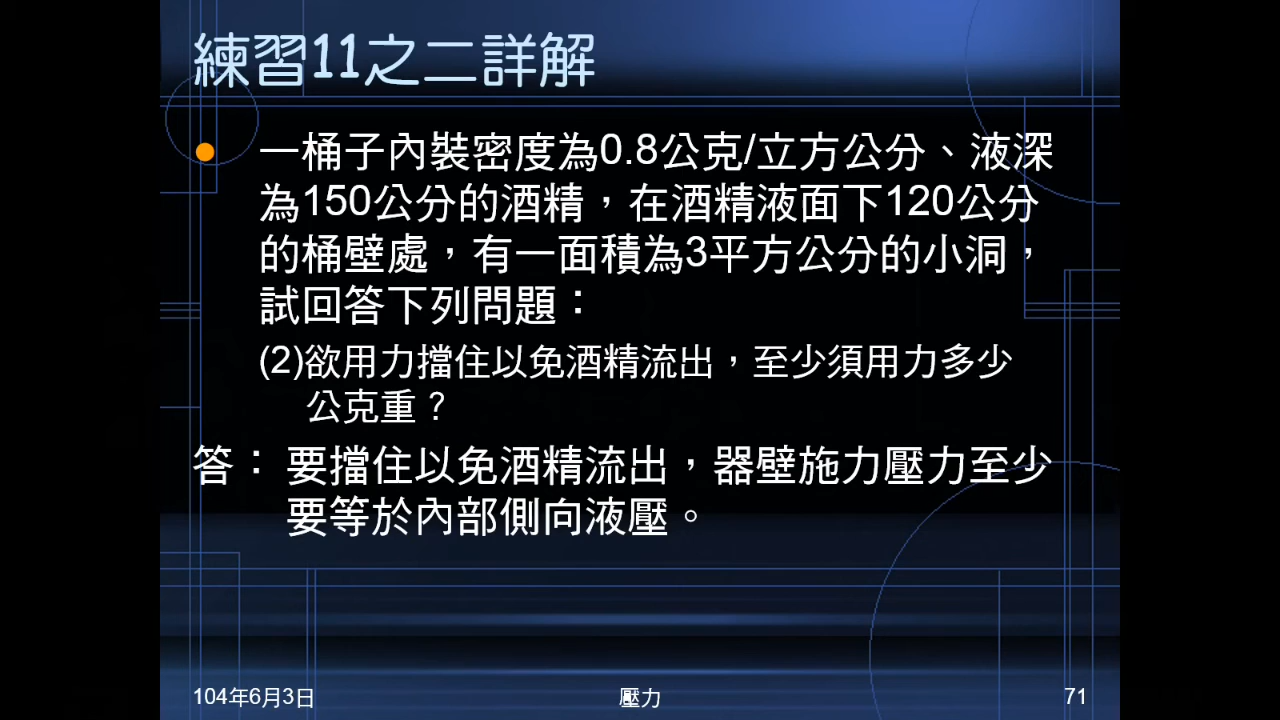 練習11之二詳解
一桶子內裝密度為0.8公克/立方公分、液深
為150公分的酒精，在酒精液面下120公分
的桶壁處，有一面積為3平方公分的小洞，
試回答下列問題：
(2)欲用力擋住以免酒精流出，至少須用力多少
公克重？
答： 要擋住以免酒精流出，器壁施力壓力至少
要等於內部側向液壓。
104年6月3日
壓力
71